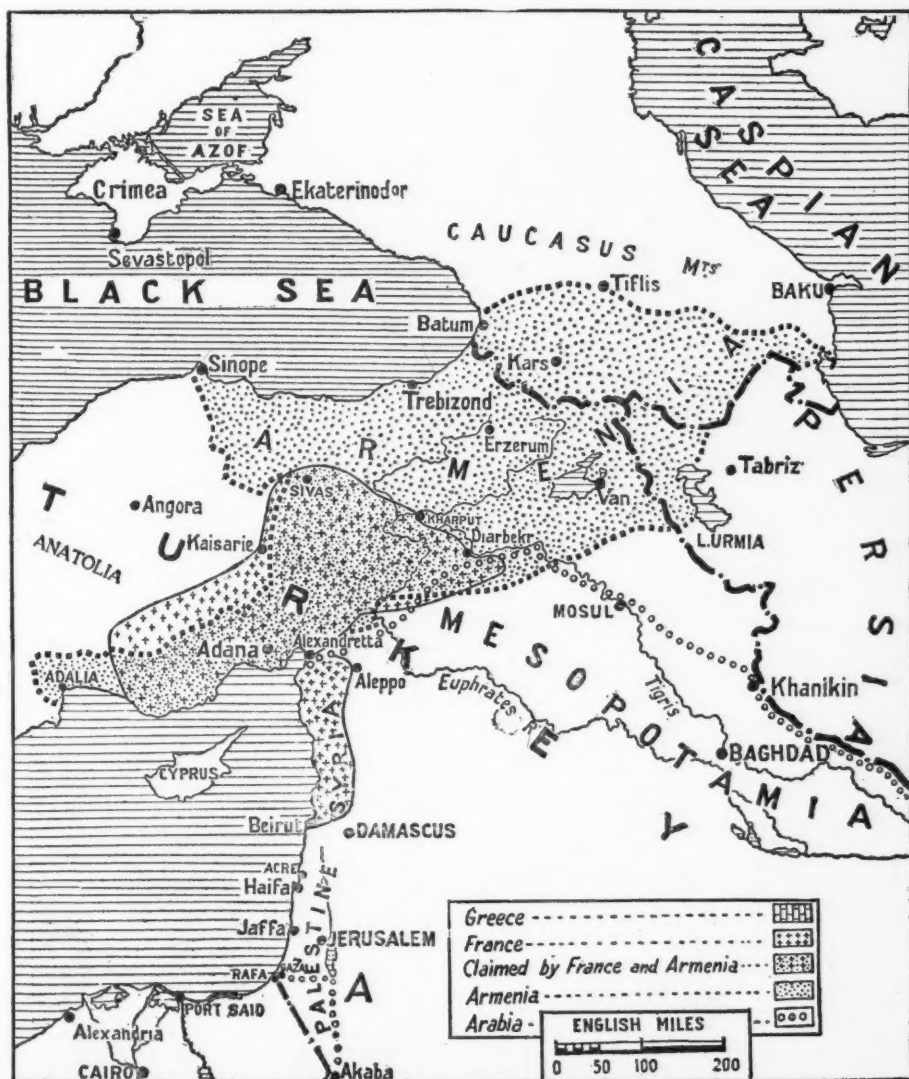 CASPIAN
SEA
SEA
OF
AZOF
Crimea
Ekaterinodor
Sevastopol
CAUCASUS MTS
BLACK SEA
Tiflis
BAKU
Batum
Sinope
Kars
Trebizond
ARMENIA
Erzerum
PERSIA
Tabriz
Van
SIVAS
Angora
KHARPUT
TURKEY
Kaisarie
Diarbekr
L.URMIA
ANATOLIA
MOSUL
MESOPOTAMIA
Adana
Alexandretta
ADALIA
Aleppo
Euphrates R
Tigris
Khanikin
BAGHDAD
CYPRUS
SYRIA
Beirut
DAMASCUS
ACRE
Haifa
PALESTINE
Jaffa
JERUSALEM
RAFA
GAZA
A
PORT SAID
Alexandria
CAIRO
Akaba
Greece
France
Claimed by France and Armenia
Armenia
Arabia
ENGLISH MILES
0 50 100 200